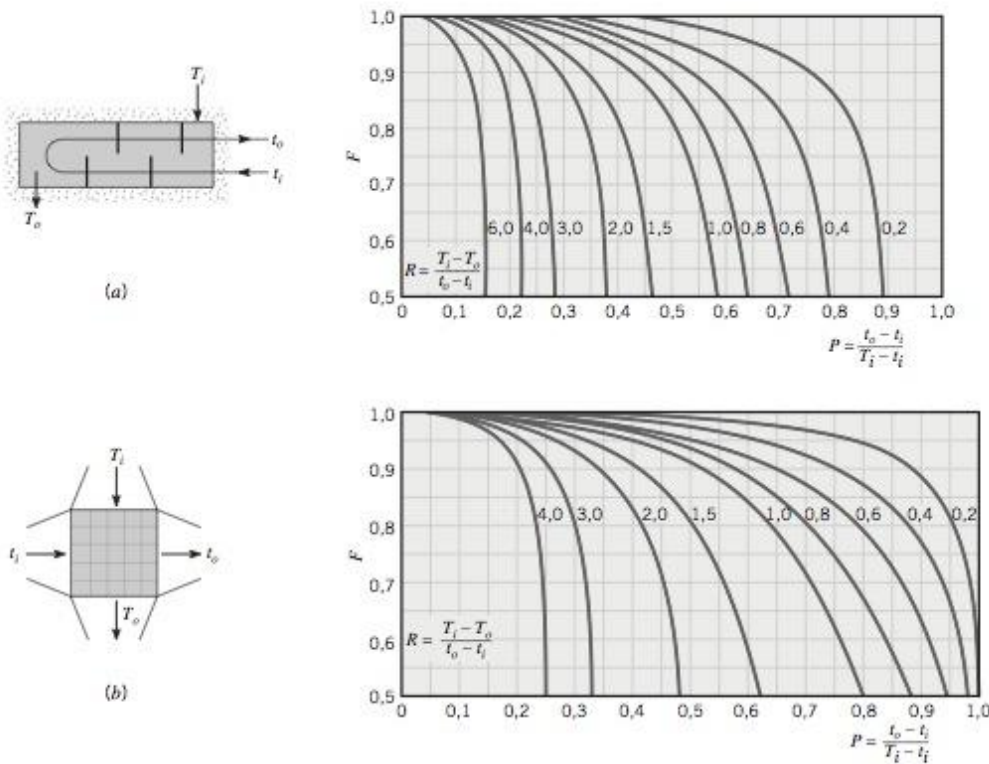 T_i
t_o
t_i
T_o
(a)
1,0
0,9
0,8
0,7
0,6
0,5
F
6,0 4,0 3,0 2,0 1,5 1,0 0,8 0,6 0,4 0,2
R = (T_i – T_o)/(t_o – t_i)
0 0,1 0,2 0,3 0,4 0,5 0,6 0,7 0,8 0,9 1,0
P = (t_o – t_i)/(T_i – t_i)
T_i
t_i
t_o
T_o
(b)
1,0
0,9
0,8
0,7
0,6
0,5
F
4,0 3,0 2,0 1,5 1,0 0,8 0,6 0,4 0,2
R = (T_i – T_o)/(t_o – t_i)
0 0,1 0,2 0,3 0,4 0,5 0,6 0,7 0,8 0,9 1,0
P = (t_o – t_i)/(T_i – t_i)